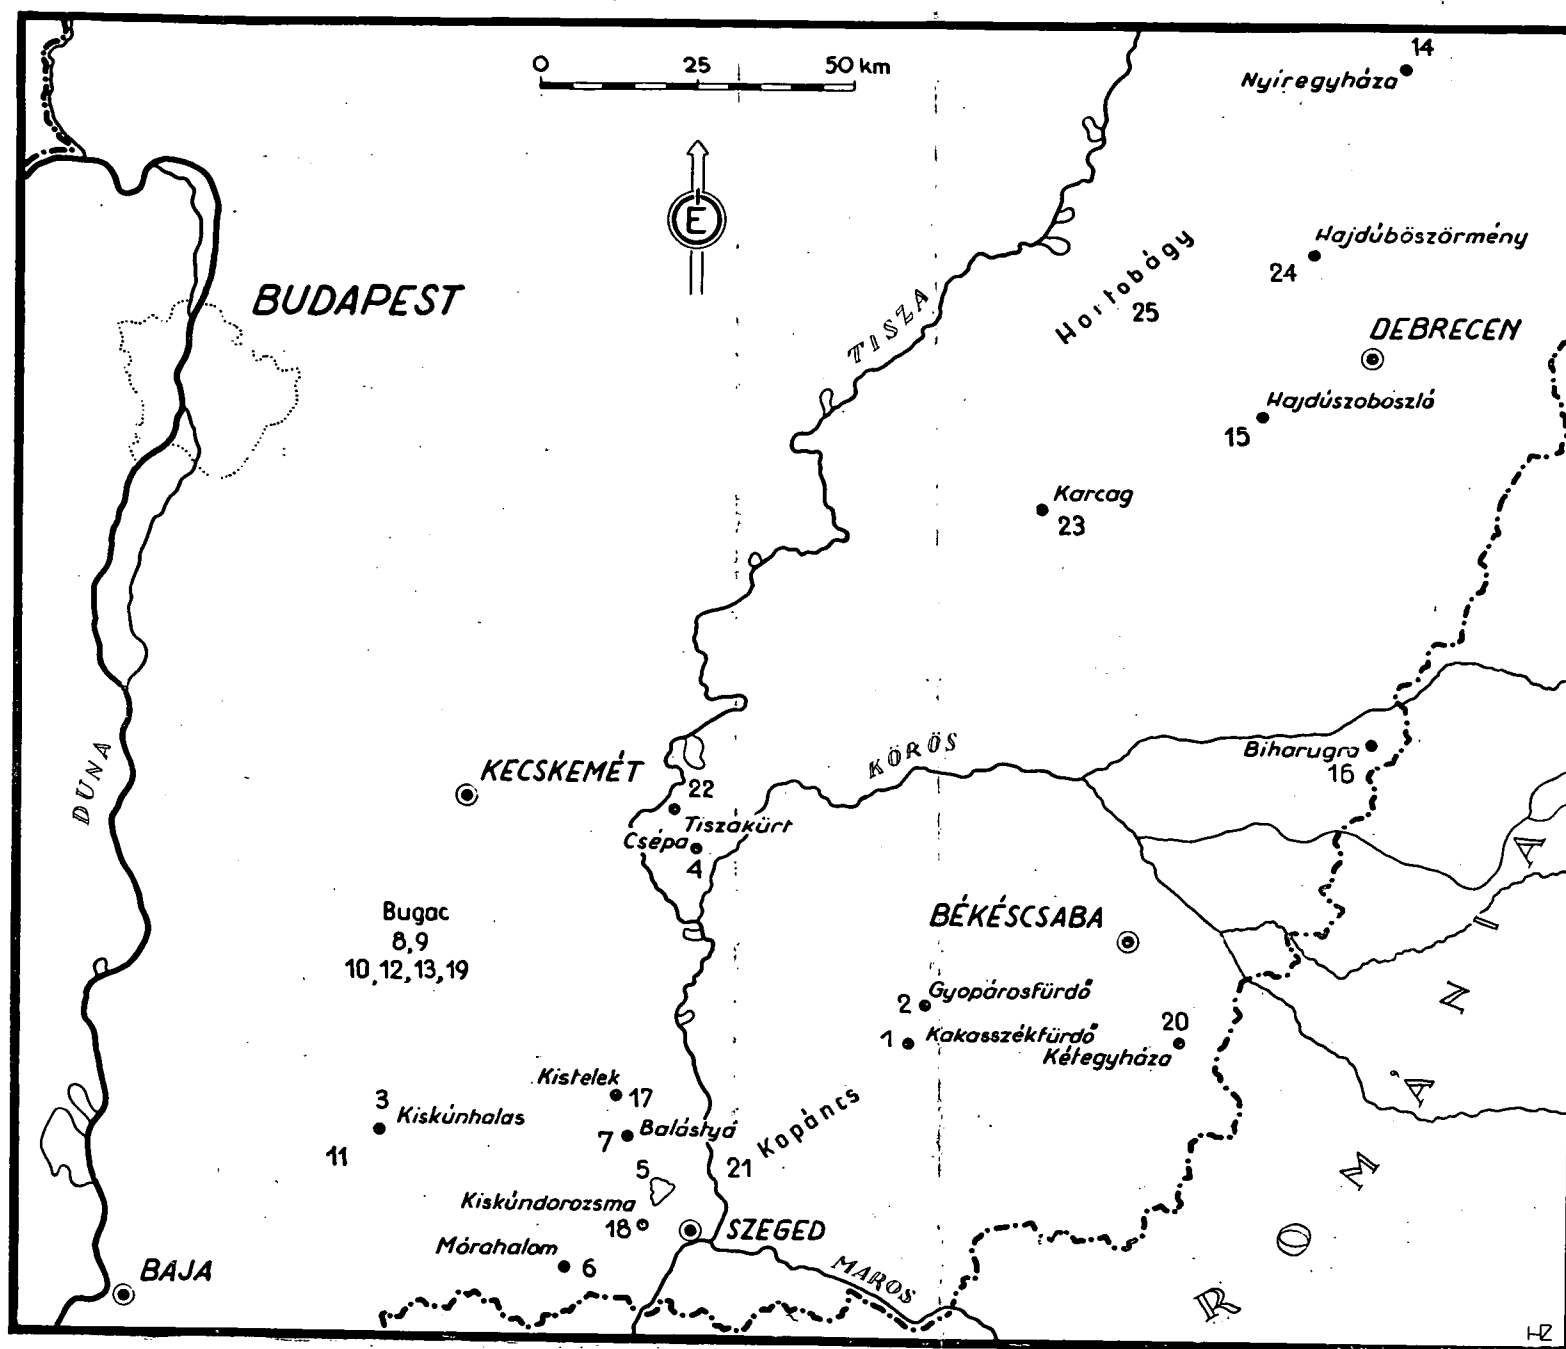 0 25 50 km
14
Nyíregyháza
E
Hajdúböszörmény
24
BUDAPEST
Hortobágy
25
TISZA
DEBRECEN
Hajdúszoboszló
15
Karcag
23
DUNA
KÖRÖS
Biharugra
16
KECSKEMÉT
22
Tiszakürt
Csépa
4
Bugac
8,9
10,12,13,19
BÉKÉSCSABA
2 Gyopárosfürdő
1 Kakasszékfürdő
20
Kétegyháza
Kistelek
17
3
Kiskúnhalas
11
7 Balástya
Kopáncs
21
5
Kiskúndorozsma
18
SZEGED
Mórahalom
6
BAJA
MAROS
ROMÁNIA
HZ